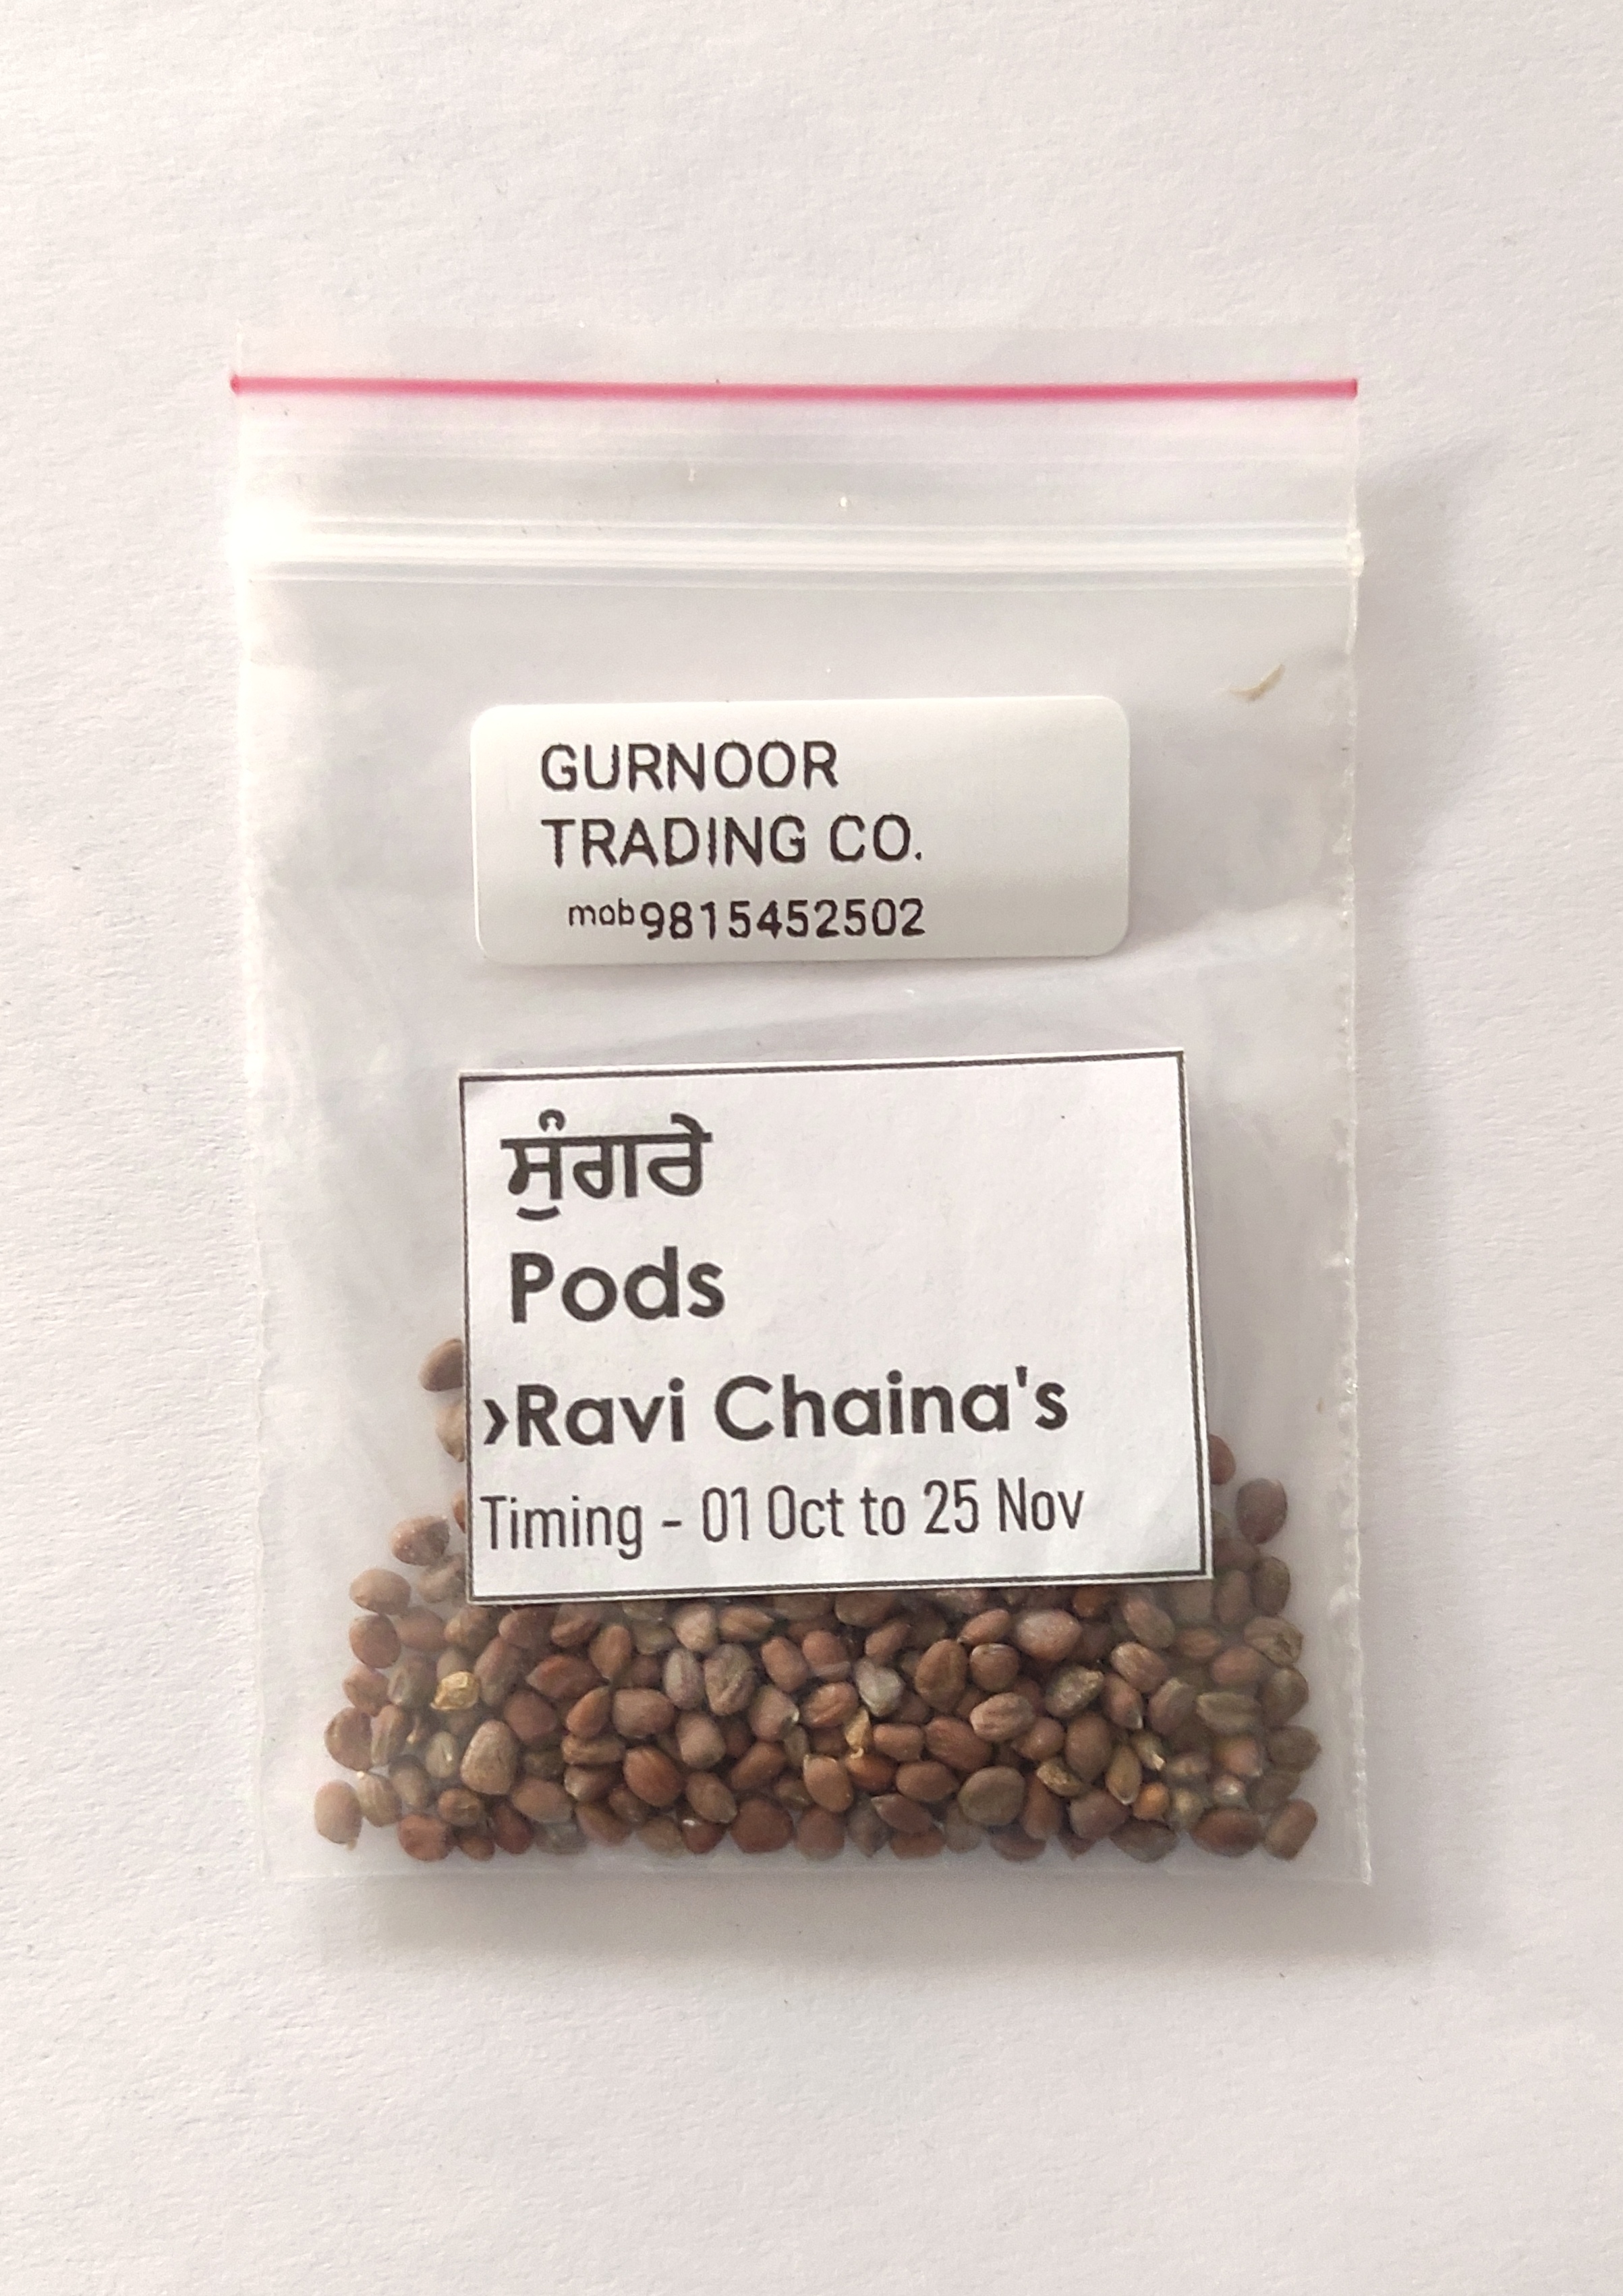 GURNOOR
TRADING CO.
mob9815452502
ਸੁੰਗਰੇ
Pods
›Ravi Chaina's
Timing - 01 Oct to 25 Nov